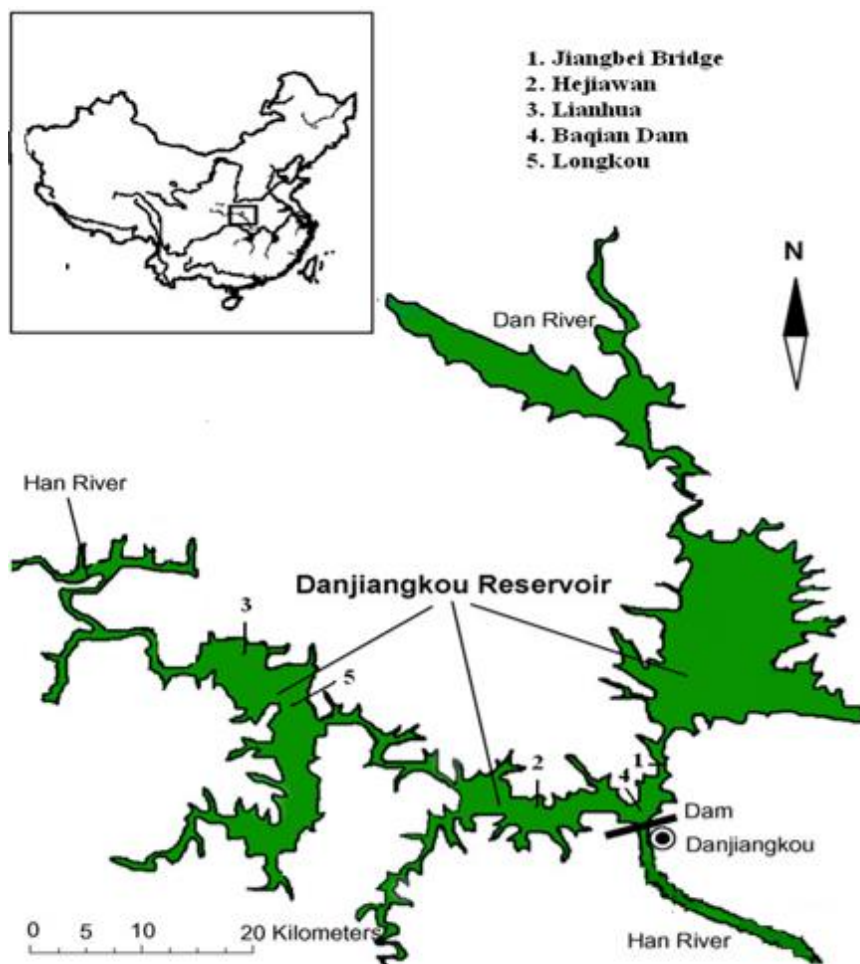 1. Jiangbei Bridge
2. Hejiawan
3. Lianhua
4. Baqian Dam
5. Longkou
N
Dan River
Han River
Danjiangkou Reservoir
3
5
2
1
4
Dam
Danjiangkou
0 5 10 20 Kilometers
Han River